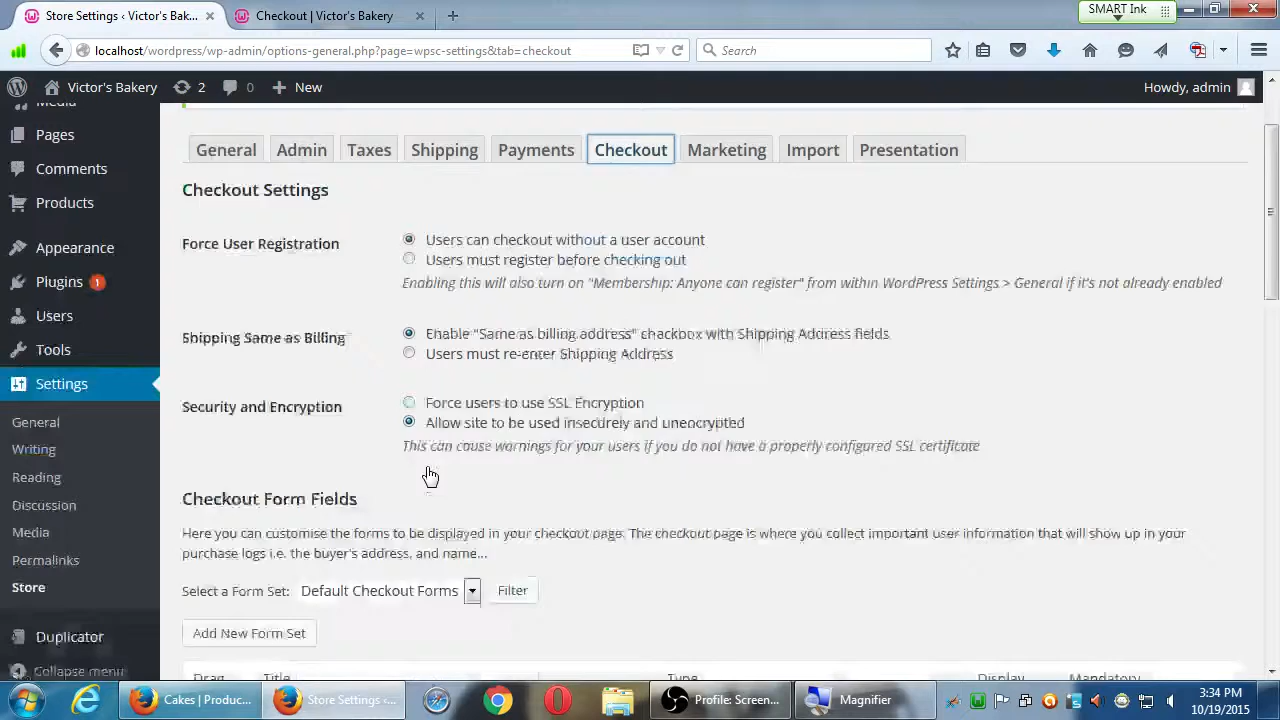 Store Settings ‹ Victor's Bak... ×
Checkout | Victor's Bakery ×
SMART Ink
localhost/wordpress/wp-admin/options-general.php?page=wpsc-settings&tab=checkout
Search
Victor's Bakery 2 0 New
Howdy, admin
Media
Pages
Comments
Products
Appearance
Plugins 1
Users
Tools
Settings
General
Writing
Reading
Discussion
Media
Permalinks
Store
Duplicator
Collapse menu
General Admin Taxes Shipping Payments Checkout Marketing Import Presentation
Checkout Settings
Force User Registration
Users can checkout without a user account
Users must register before checking out
Enabling this will also turn on "Membership: Anyone can register" from within WordPress Settings > General if it's not already enabled
Shipping Same as Billing
Enable "Same as billing address" checkbox with Shipping Address fields
Users must re-enter Shipping Address
Security and Encryption
Force users to use SSL Encryption
Allow site to be used insecurely and unencrypted
This can cause warnings for your users if you do not have a properly configured SSL certificate
Checkout Form Fields
Here you can customise the forms to be displayed in your checkout page. The checkout page is where you collect important user information that will show up in your
purchase logs i.e. the buyer's address, and name...
Select a Form Set: Default Checkout Forms Filter
Add New Form Set
Drag Title Type Display Mandatory
Cakes | Produc...
Store Settings ‹...
Profile: Screen...
Magnifier
3:34 PM
10/19/2015